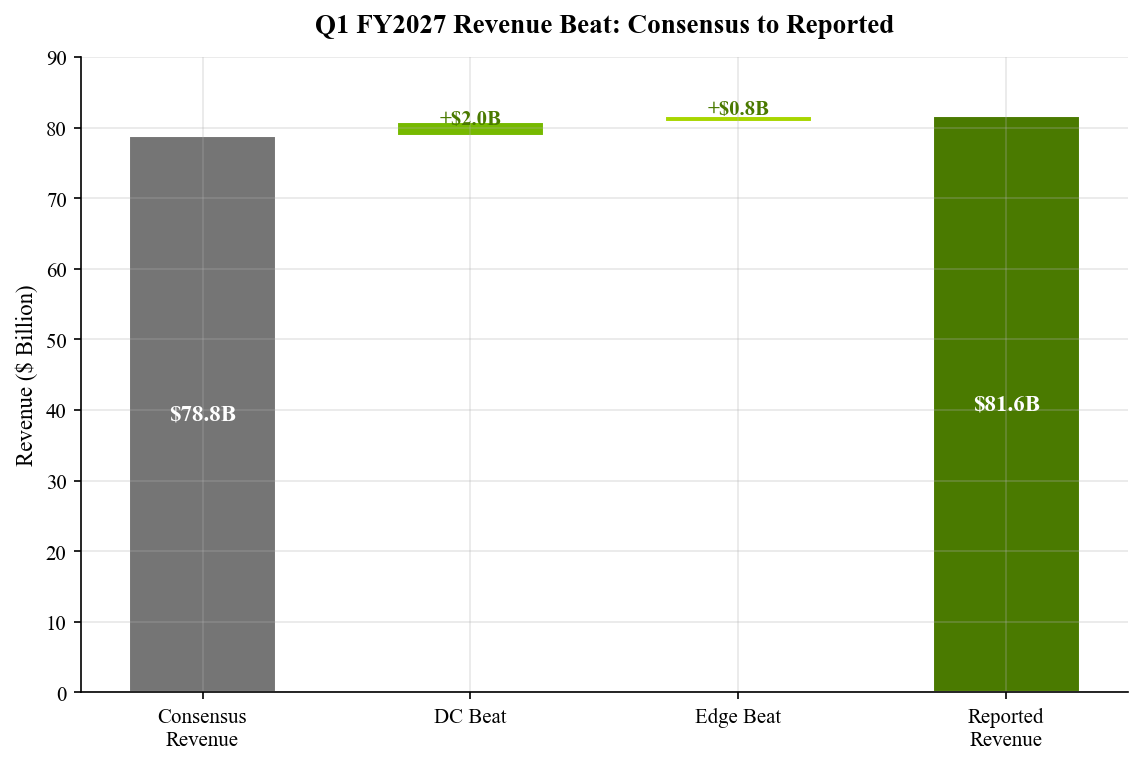 Q1 FY2027 Revenue Beat: Consensus to Reported
Revenue ($ Billion)
90
80
70
60
50
40
30
20
10
0
$78.8B
+$2.0B
+$0.8B
$81.6B
Consensus
Revenue
DC Beat
Edge Beat
Reported
Revenue